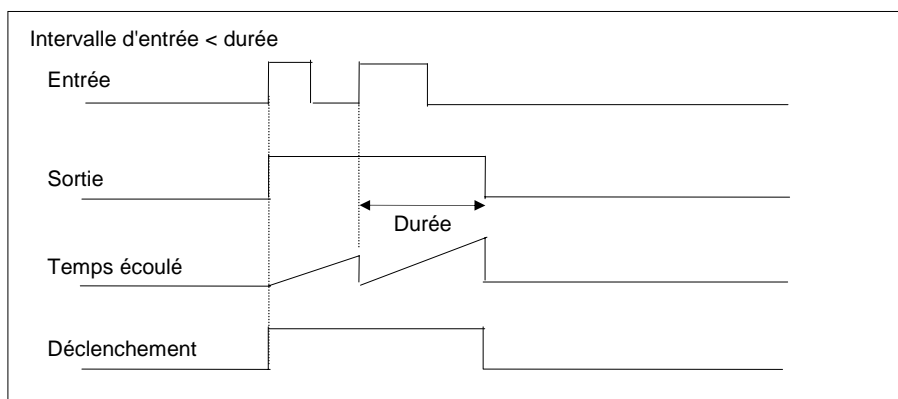 Intervalle d'entrée < durée
Entrée
Sortie
Durée
Temps écoulé
Déclenchement